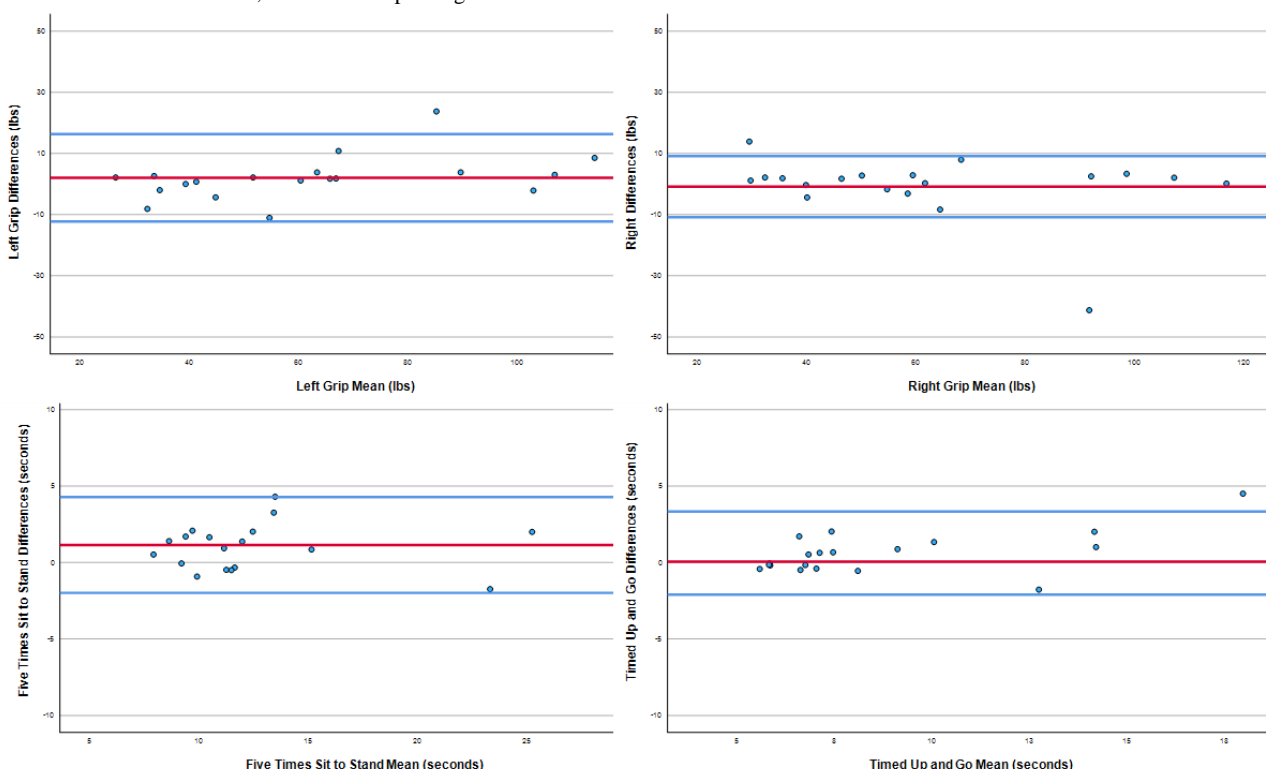 Left Grip Differences (lbs)
50
30
10
-10
-30
-50
20 40 60 80 100
Left Grip Mean (lbs)
Right Differences (lbs)
50
30
10
-10
-30
-50
20 40 60 80 100 120
Right Grip Mean (lbs)
Five Times Sit to Stand Differences (seconds)
10
5
0
-5
-10
5 10 15 20 25
Five Times Sit to Stand Mean (seconds)
Timed Up and Go Differences (seconds)
10
5
0
-5
-10
5 8 10 13 15 18
Timed Up and Go Mean (seconds)